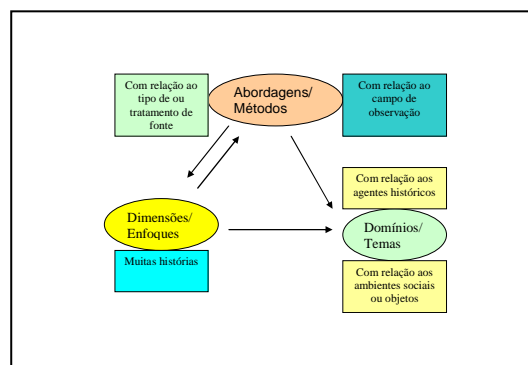 Com relação ao
tipo de ou
tratamento de
fonte
Abordagens/
Métodos
Com relação ao
campo de
observação
Com relação aos
agentes históricos
Dimensões/
Enfoques
Domínios/
Temas
Muitas histórias
Com relação aos
ambientes sociais
ou objetos